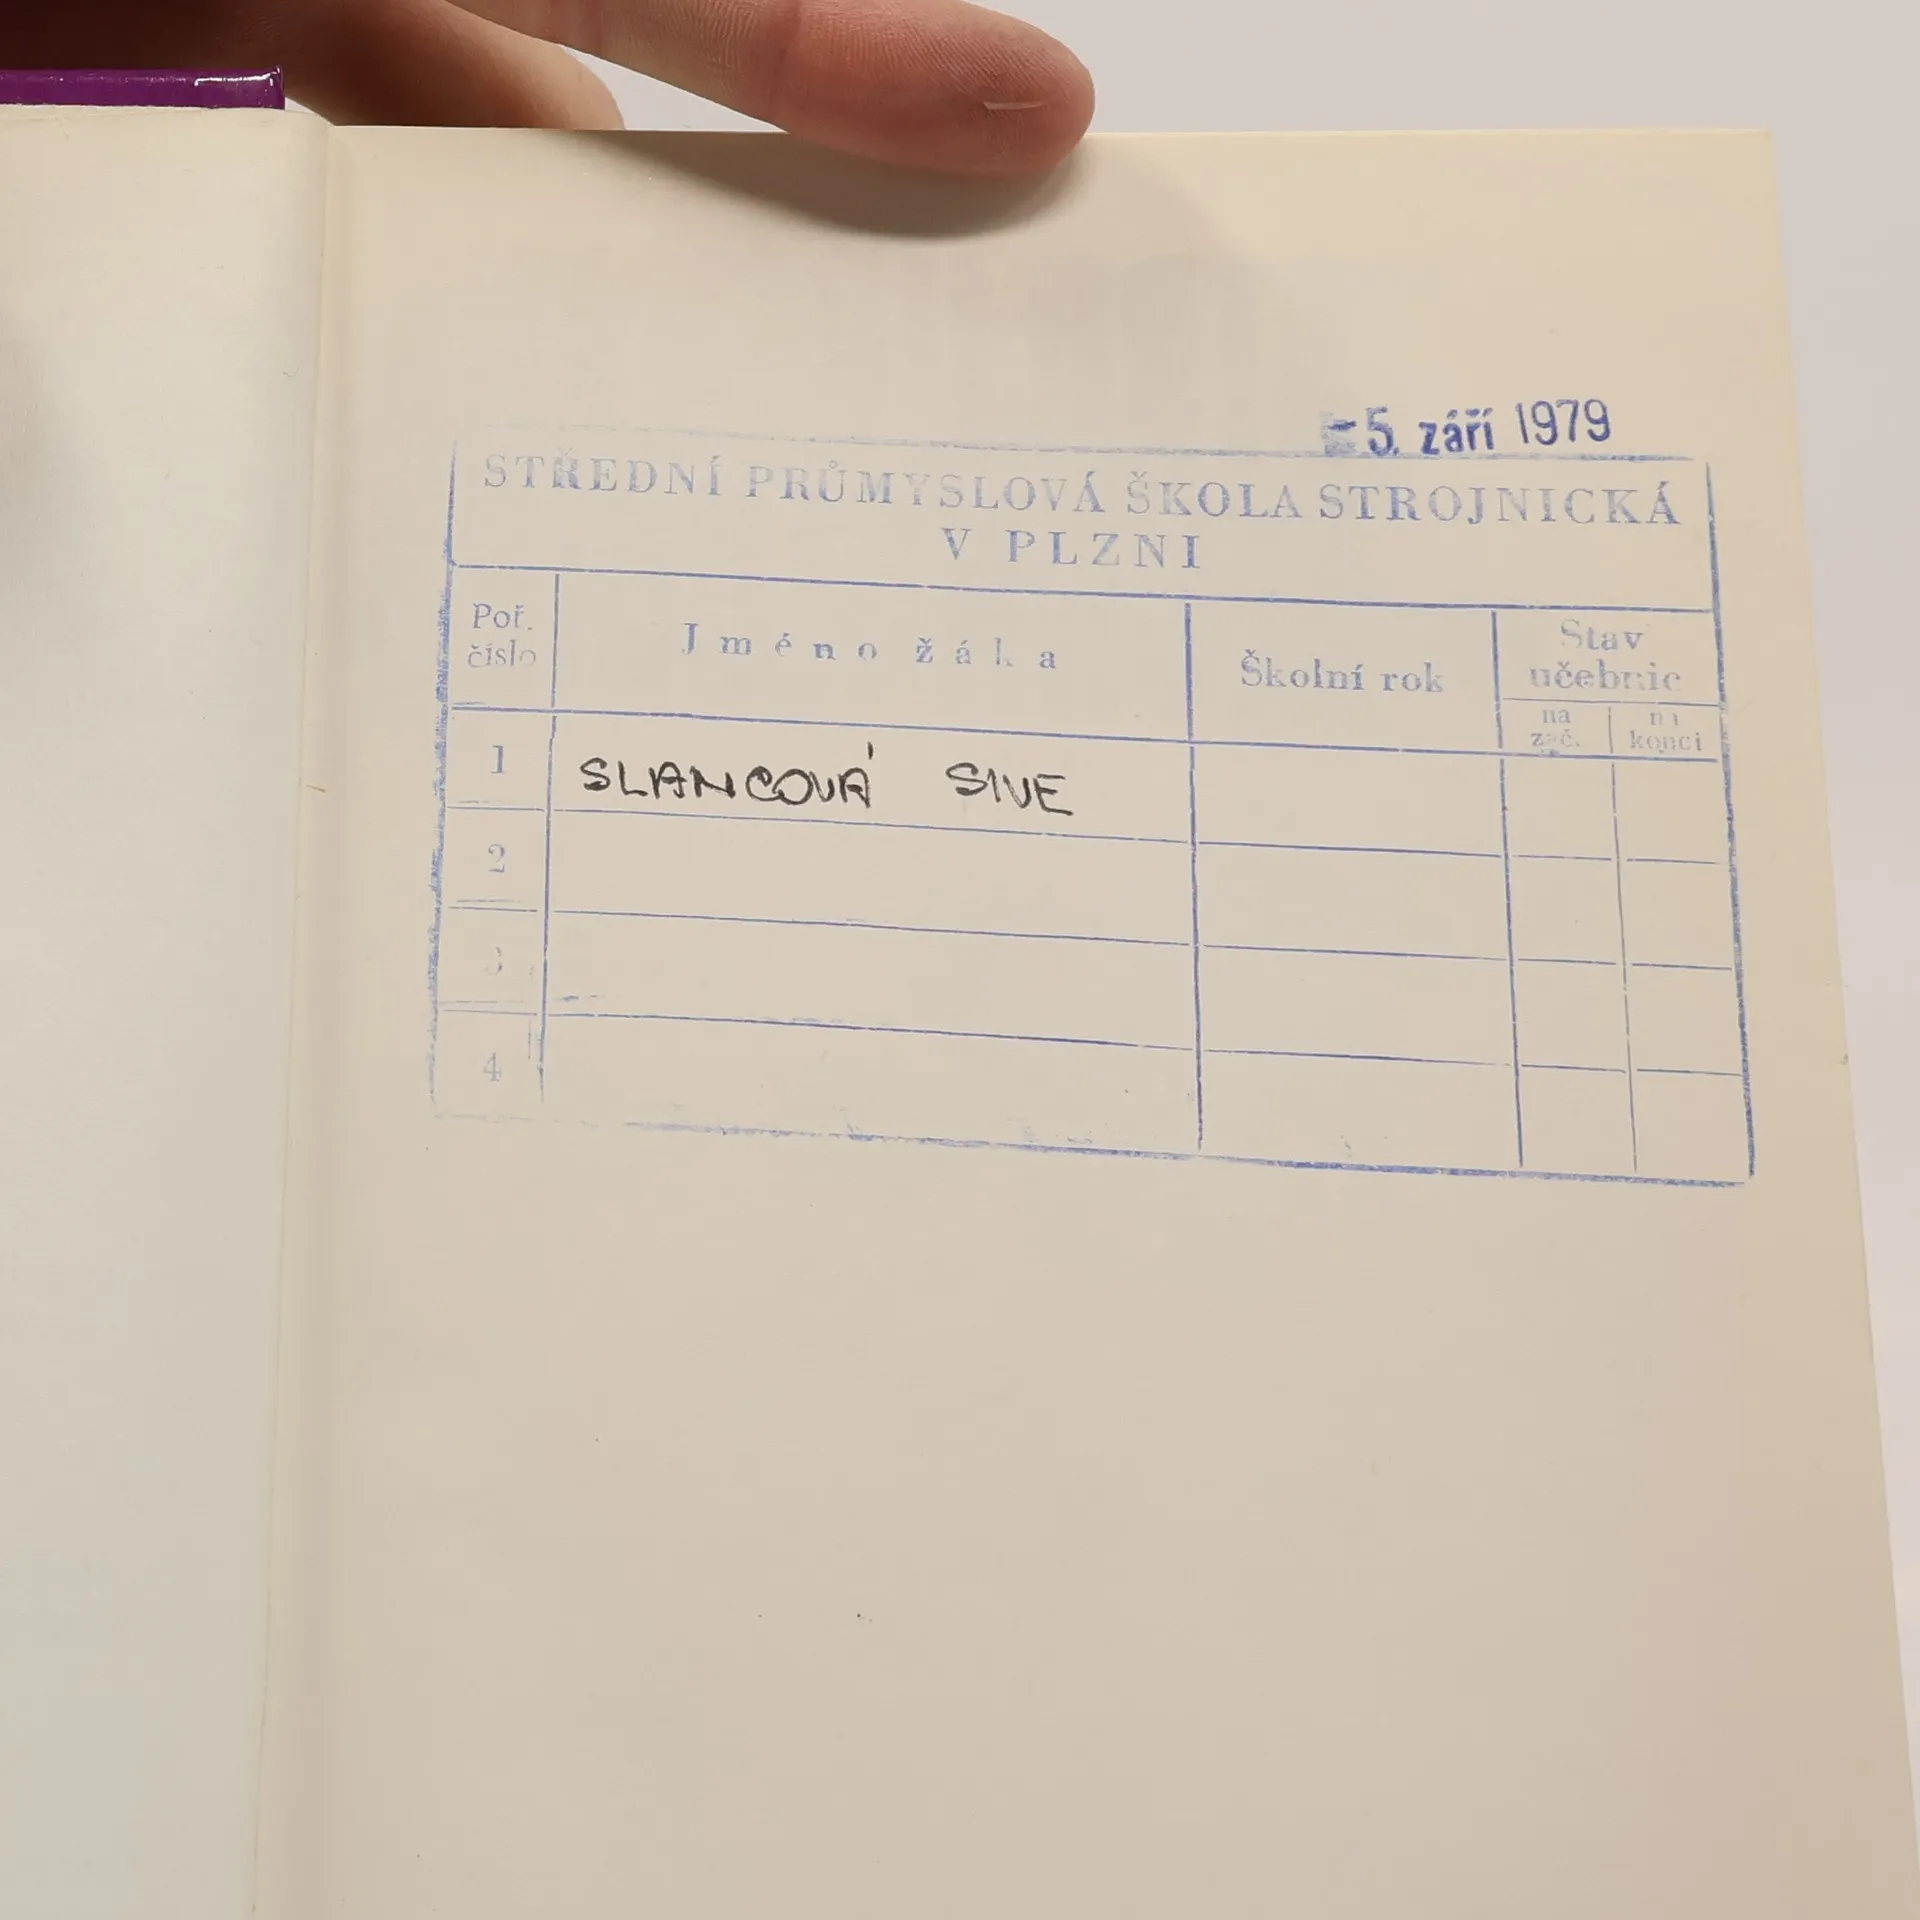 5. září 1979
STŘEDNÍ PRŮMYSLOVÁ ŠKOLA STROJNICKÁ
V PLZNI
Poř. číslo
Jméno žáka
Školní rok
Stav učebnic
na zač.
na konci
1 SLANCOVÁ SIVE
2
3
4